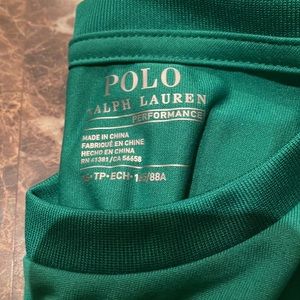 POLO
RALPH LAUREN
PERFORMANCE
MADE IN CHINA
FABRIQUÉ EN CHINE
HECHO EN CHINA
RN 41381/CA 56658
TP•ECH•
/88A